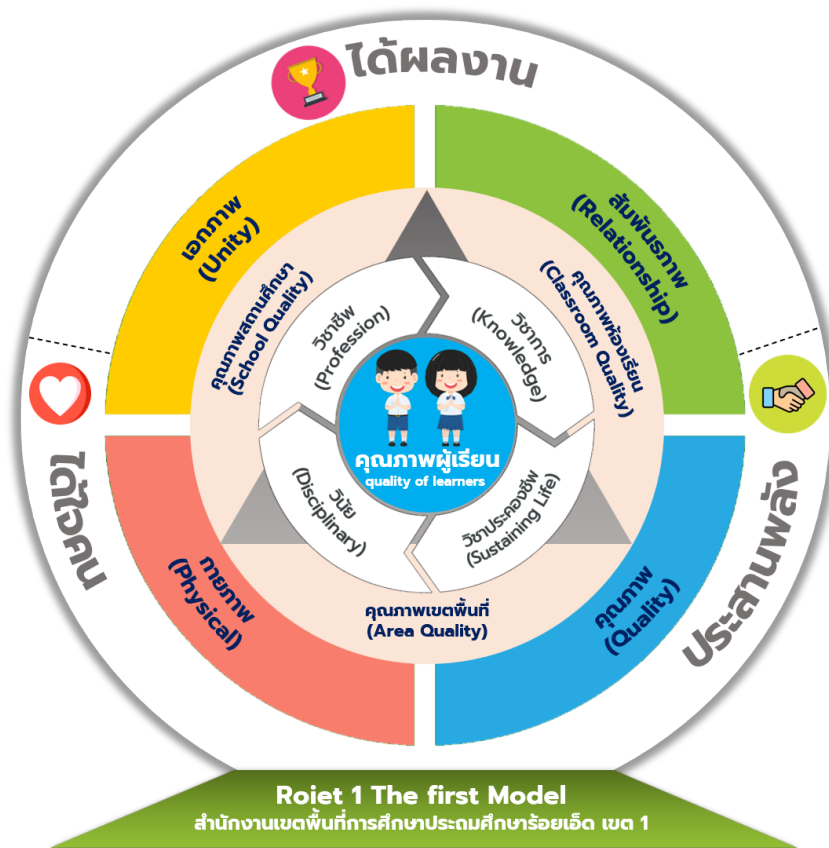 ได้ผลงาน
เอกภาพ
(Unity)
สัมพันธภาพ
(Relationship)
คุณภาพสถานศึกษา
(School Quality)
คุณภาพห้องเรียน
(Classroom Quality)
วิชาชีพ
(Profession)
วิชาการ
(Knowledge)
คุณภาพผู้เรียน
quality of learners
วินัย
(Disciplinary)
วิชาประคองชีพ
(Sustaining Life)
ได้ใจคน
ประสานพลัง
กายภาพ
(Physical)
คุณภาพ
(Quality)
คุณภาพเขตพื้นที่
(Area Quality)
Roiet 1 The first Model
สำนักงานเขตพื้นที่การศึกษาประถมศึกษาร้อยเอ็ด เขต 1